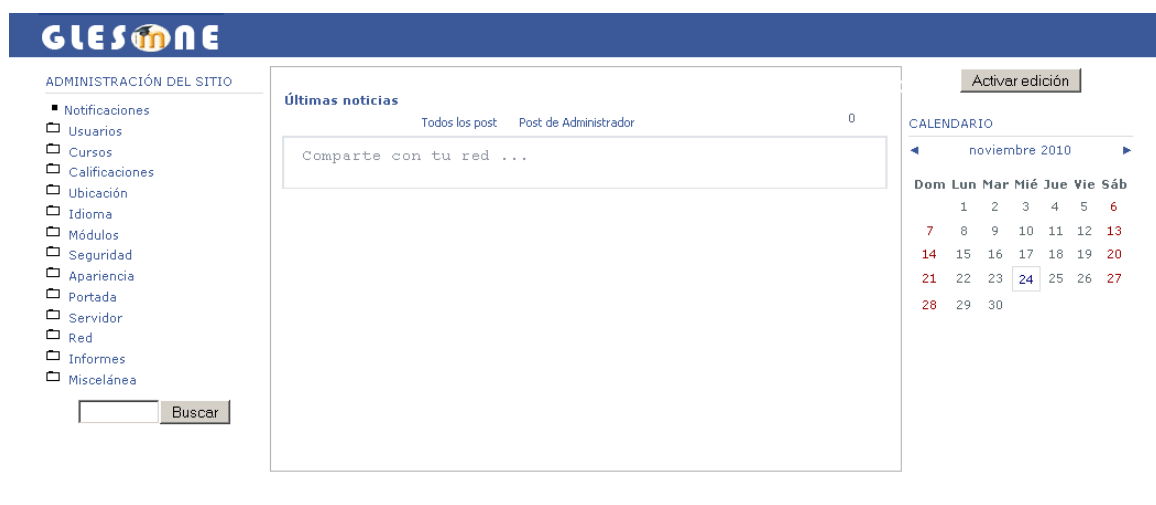 GLESONE
ADMINISTRACIÓN DEL SITIO
Notificaciones
Usuarios
Cursos
Calificaciones
Ubicación
Idioma
Módulos
Seguridad
Apariencia
Portada
Servidor
Red
Informes
Miscelánea
Buscar
Últimas noticias
Todos los post Post de Administrador 0
Comparte con tu red ...
Activar edición
CALENDARIO
◄ noviembre 2010 ►
Dom Lun Mar Mié Jue Vie Sáb
1 2 3 4 5 6
7 8 9 10 11 12 13
14 15 16 17 18 19 20
21 22 23 24 25 26 27
28 29 30